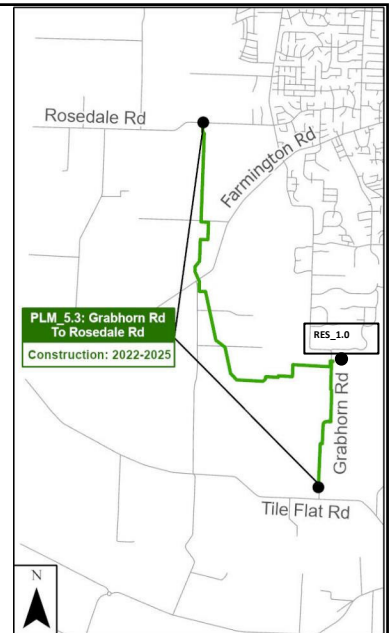 Rosedale Rd
Farmington Rd
PLM_5.3: Grabhorn Rd
To Rosedale Rd
Construction: 2022-2025
RES_1.0
Grabhorn Rd
Tile Flat Rd
N